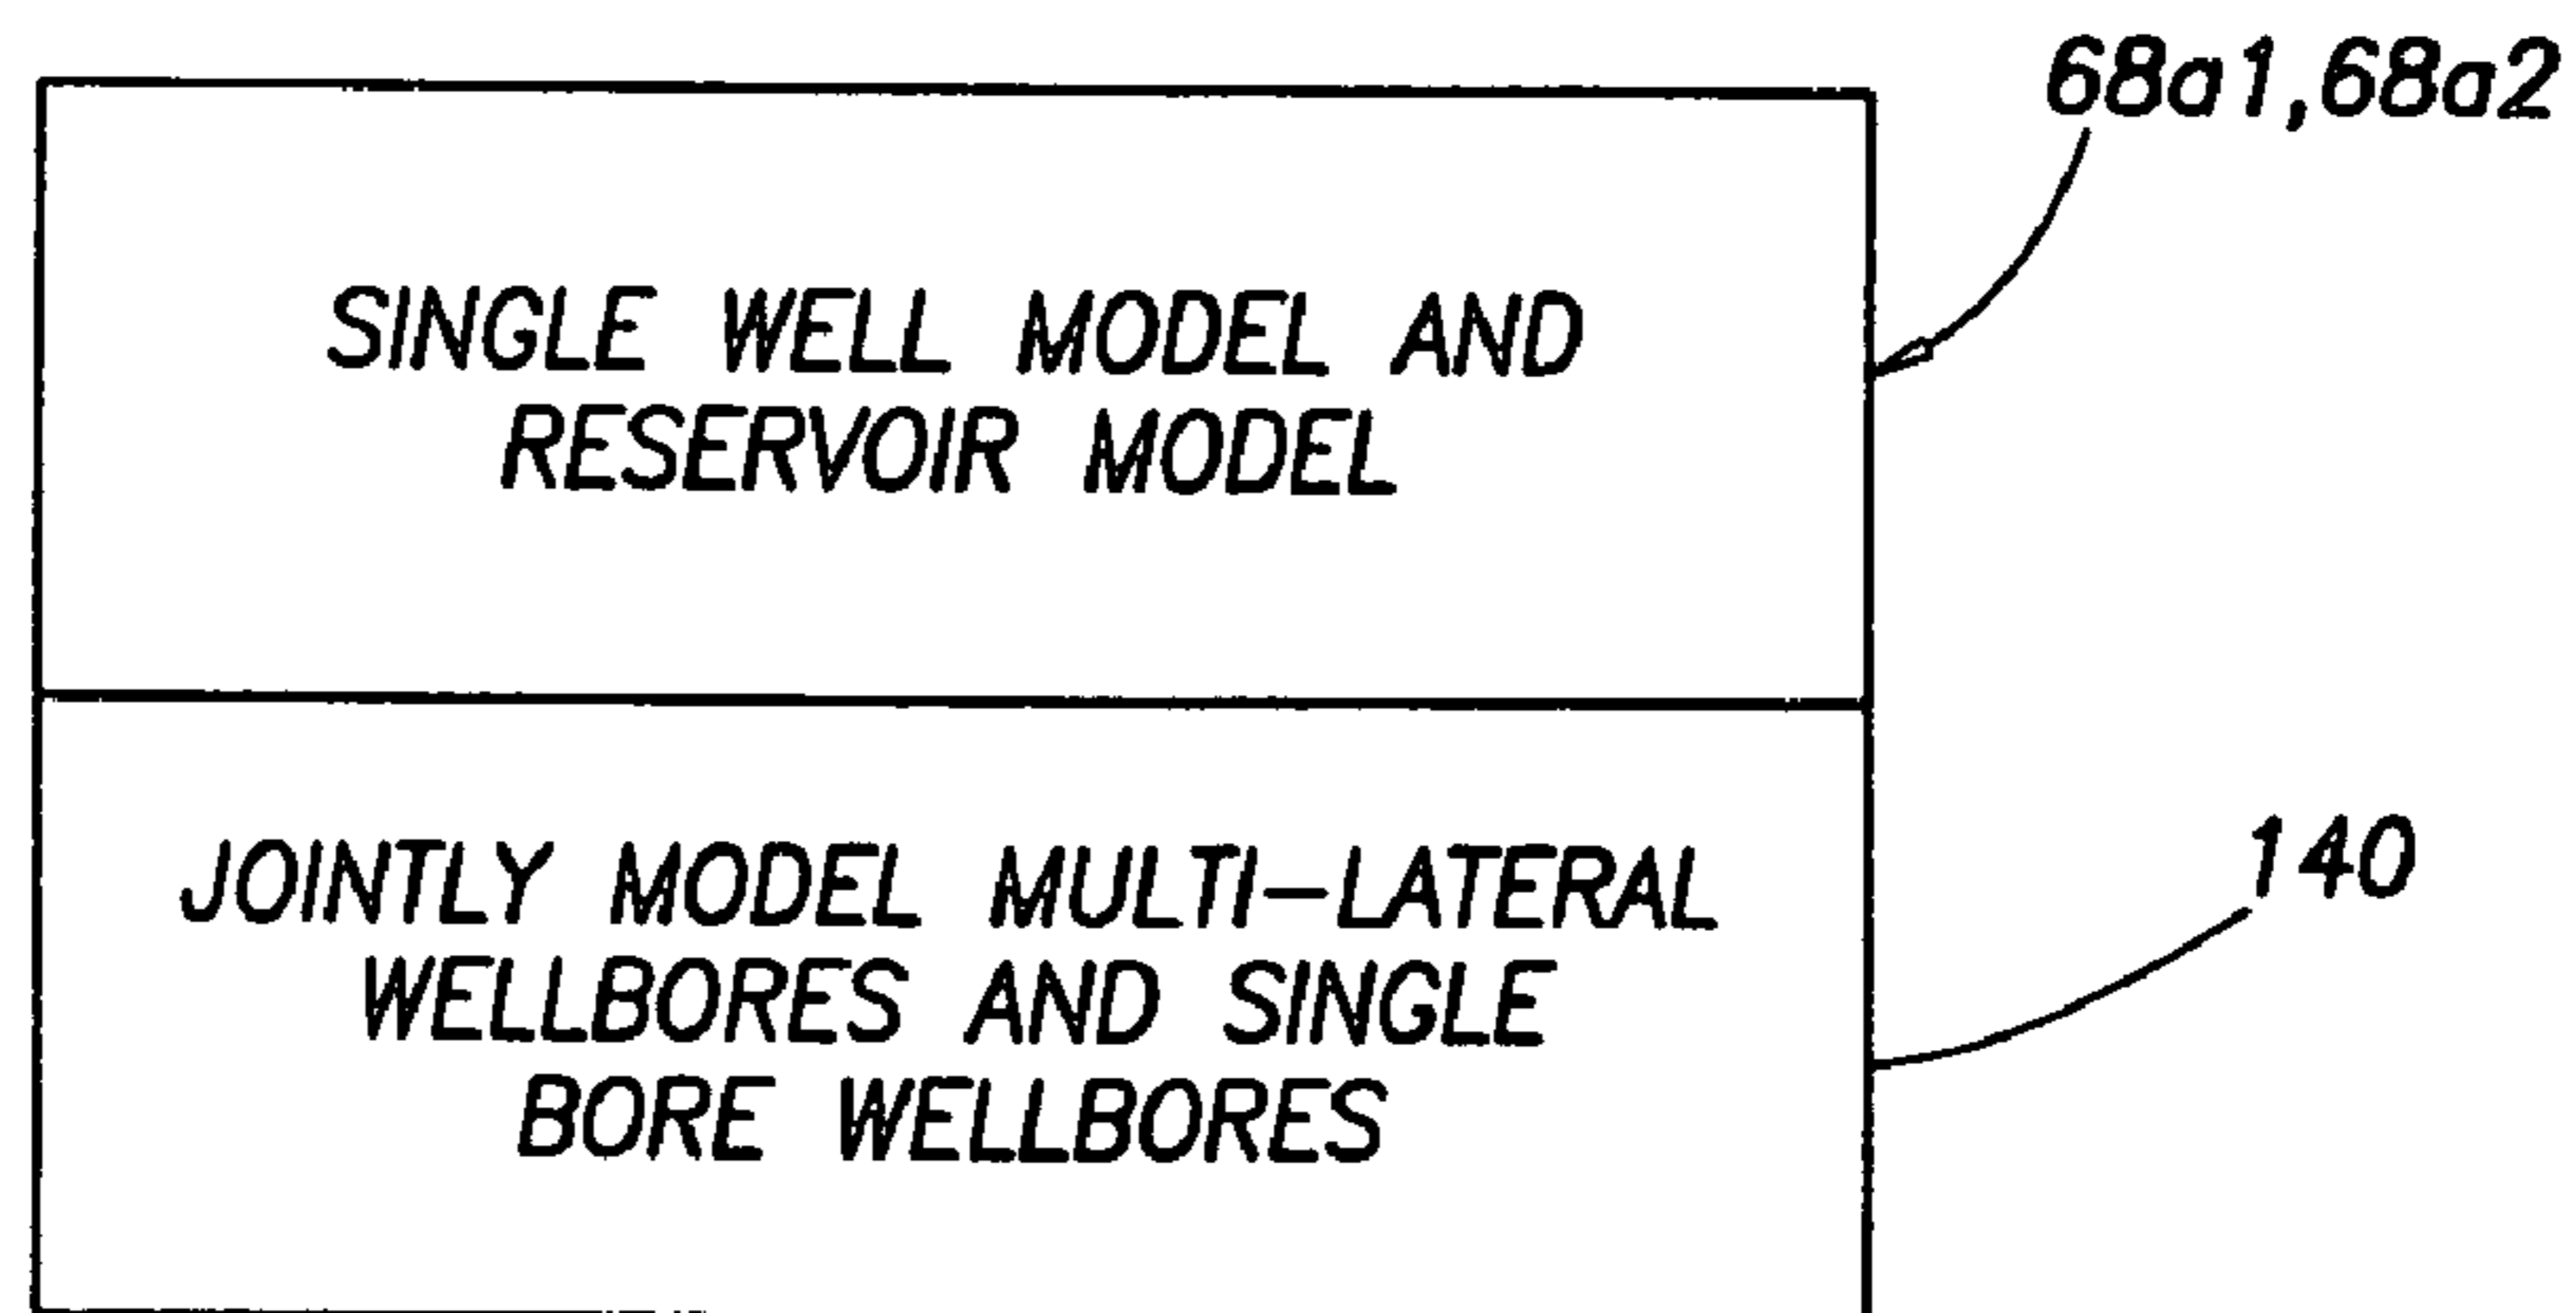 68a1,68a2
SINGLE WELL MODEL AND
RESERVOIR MODEL
JOINTLY MODEL MULTI-LATERAL
WELLBORES AND SINGLE
BORE WELLBORES
140